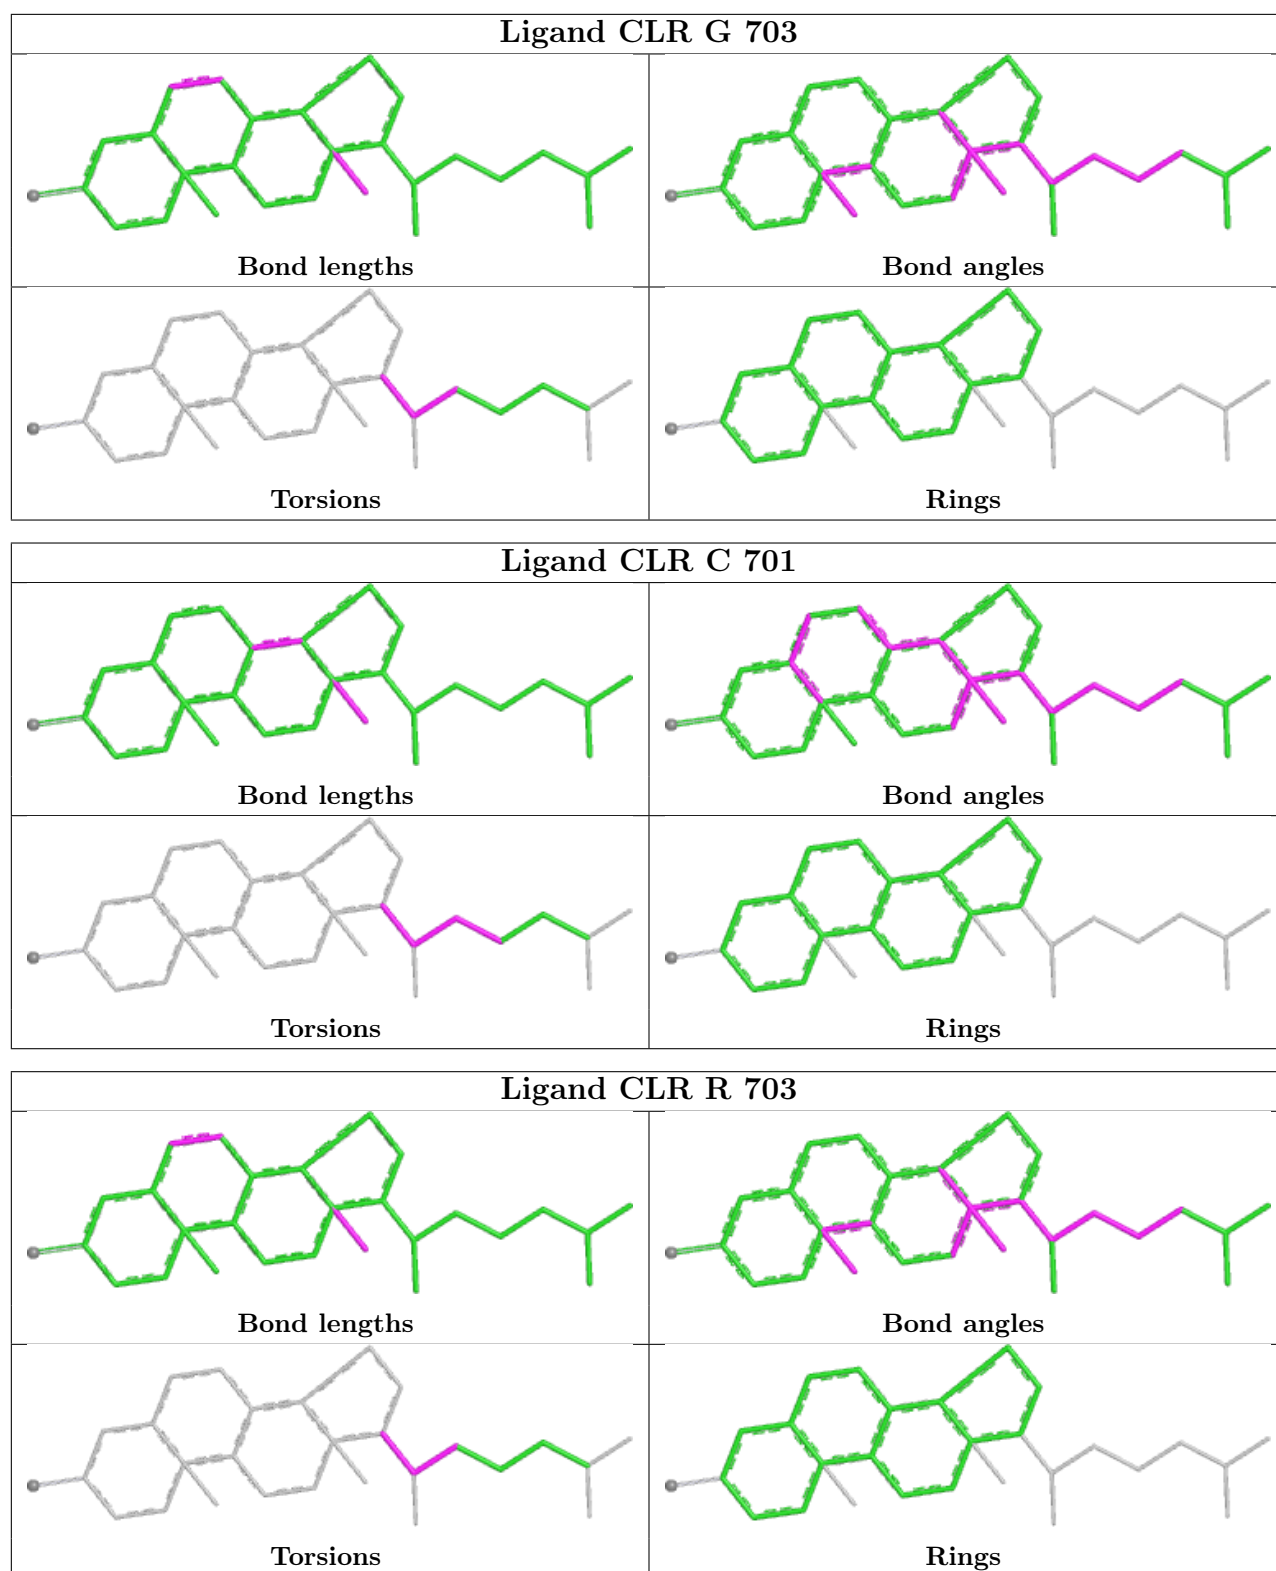 Ligand CLR G 703
Bond lengths
Bond angles
Torsions
Rings
Ligand CLR C 701
Bond lengths
Bond angles
Torsions
Rings
Ligand CLR R 703
Bond lengths
Bond angles
Torsions
Rings